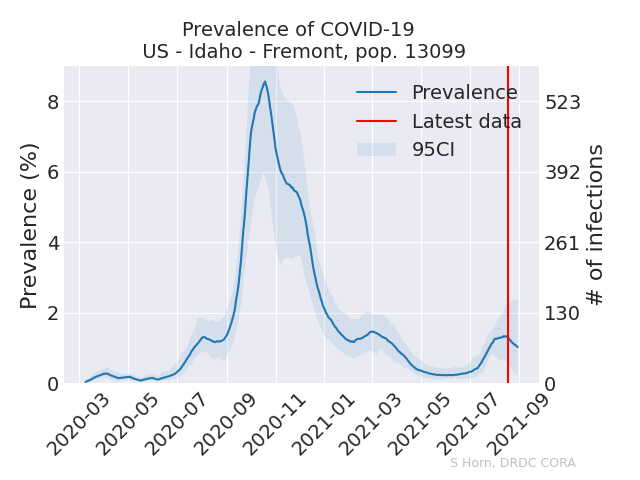 Prevalence of COVID-19
US - Idaho - Fremont, pop. 13099
Prevalence
Latest data
95CI
Prevalence (%)
8
6
4
2
0
523
392
261
130
0
# of infections
2020-03
2020-05
2020-07
2020-09
2020-11
2021-01
2021-03
2021-05
2021-07
2021-09
S Horn, DRDC CORA